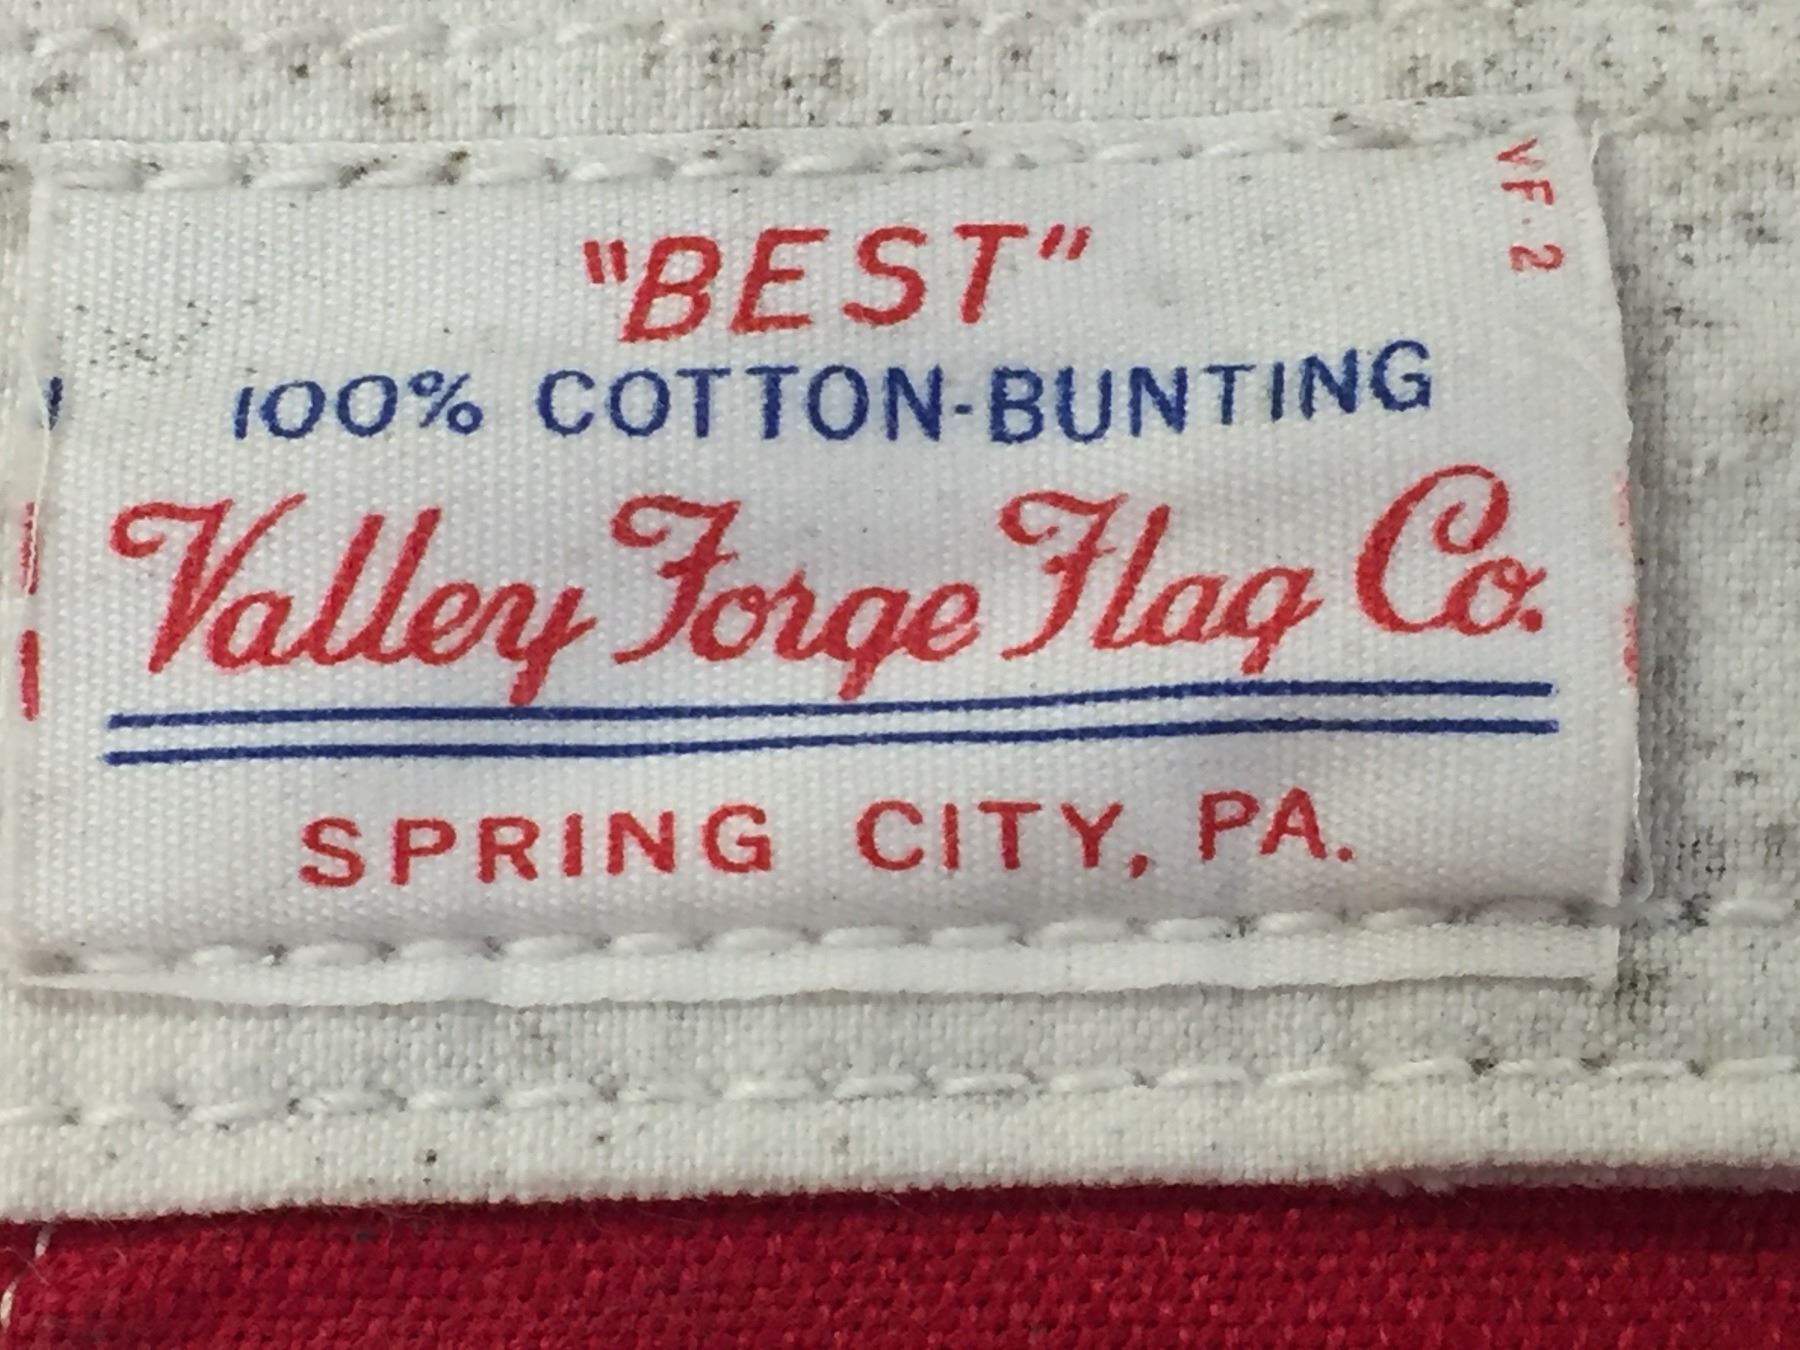 "BEST"
VF. 2
100% COTTON-BUNTING
Valley Forge Flag Co.
SPRING CITY, PA.